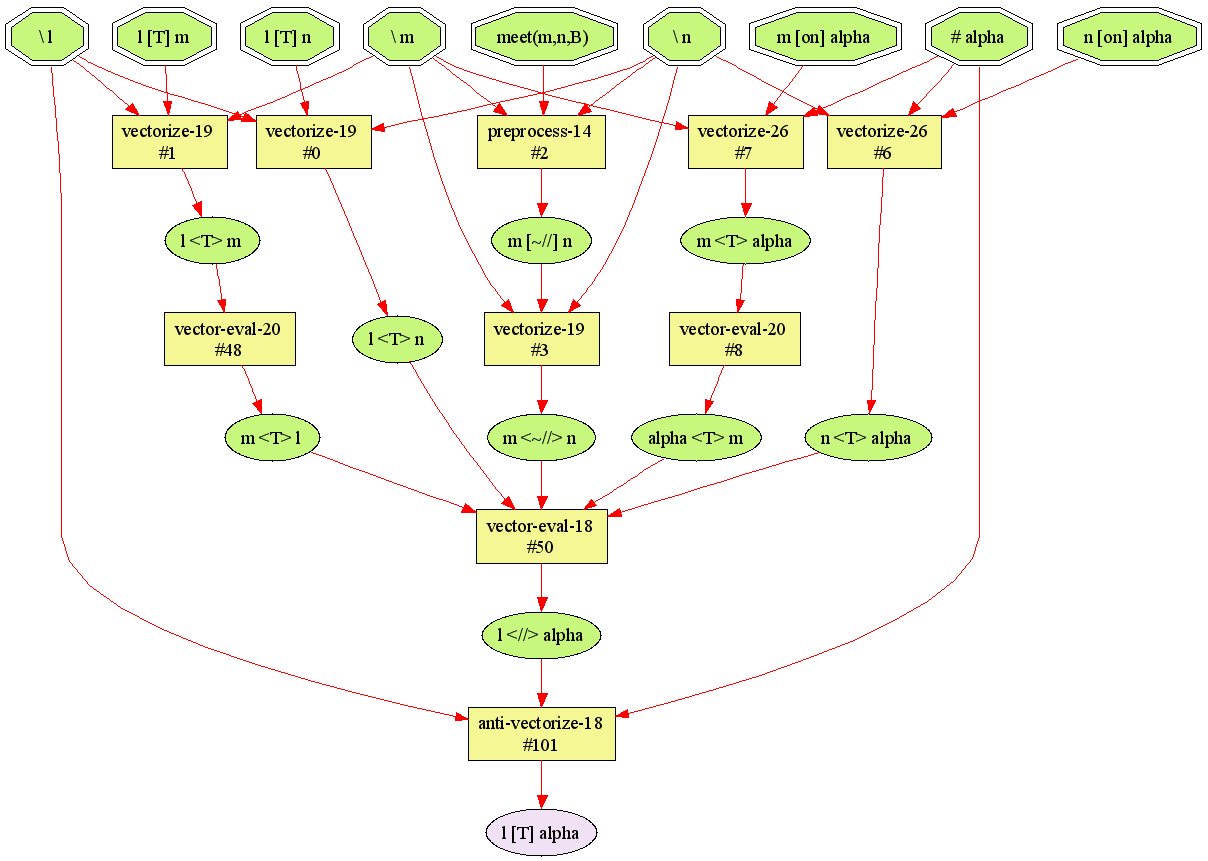 \ l
l [T] m
l [T] n
\ m
meet(m,n,B)
\ n
m [on] alpha
# alpha
n [on] alpha
vectorize-19
#1
vectorize-19
#0
preprocess-14
#2
vectorize-26
#7
vectorize-26
#6
l <T> m
m [~//] n
m <T> alpha
vector-eval-20
#48
l <T> n
vectorize-19
#3
vector-eval-20
#8
m <T> l
m <~//> n
alpha <T> m
n <T> alpha
vector-eval-18
#50
l <//> alpha
anti-vectorize-18
#101
l [T] alpha